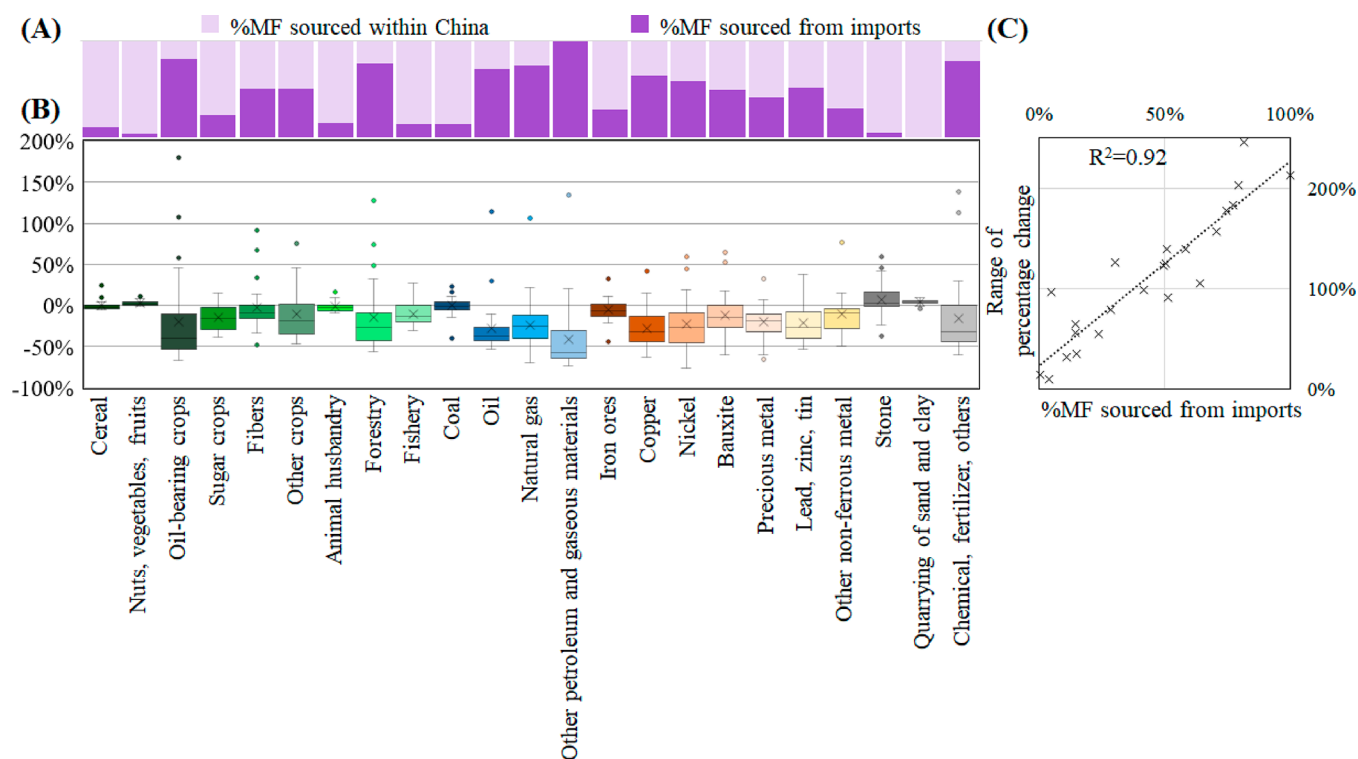 (A)
%MF sourced within China
%MF sourced from imports
(C)
(B)
200%
150%
100%
50%
0%
-50%
-100%
Cereal
Nuts, vegetables, fruits
Oil-bearing crops
Sugar crops
Fibers
Other crops
Animal husbandry
Forestry
Fishery
Coal
Oil
Natural gas
Other petroleum and gaseous materials
Iron ores
Copper
Nickel
Bauxite
Precious metal
Lead, zinc, tin
Other non-ferrous metal
Stone
Quarrying of sand and clay
Chemical, fertilizer, others
0%
50%
100%
R²=0.92
Range of
percentage change
200%
100%
0%
%MF sourced from imports